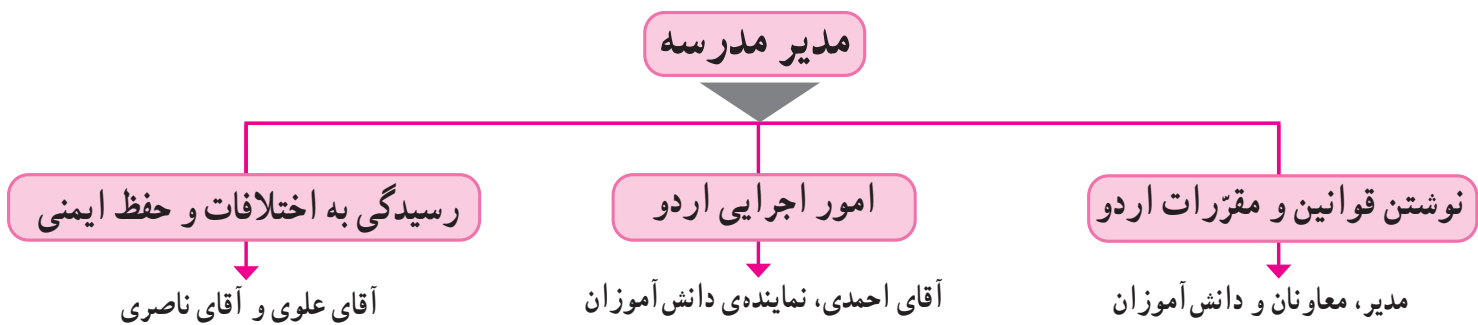 مدیر مدرسه
نوشتن قوانین و مقرّرات اردو
امور اجرایی اردو
رسیدگی به اختلافات و حفظ ایمنی
مدیر، معاونان و دانش‌آموزان
آقای احمدی، نماینده‌ی دانش‌آموزان
آقای علوی و آقای ناصری